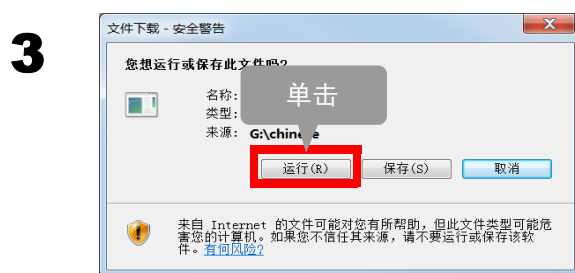 3
文件下载 - 安全警告
您想运行或保存此文件吗?
单击
名称:
类型:
来源: G:\chinese
运行(R)
保存(S)
取消
来自 Internet 的文件可能对您有所帮助，但此文件类型可能危
害您的计算机。如果您不信任其来源，请不要运行或保存该软
件。有何风险?